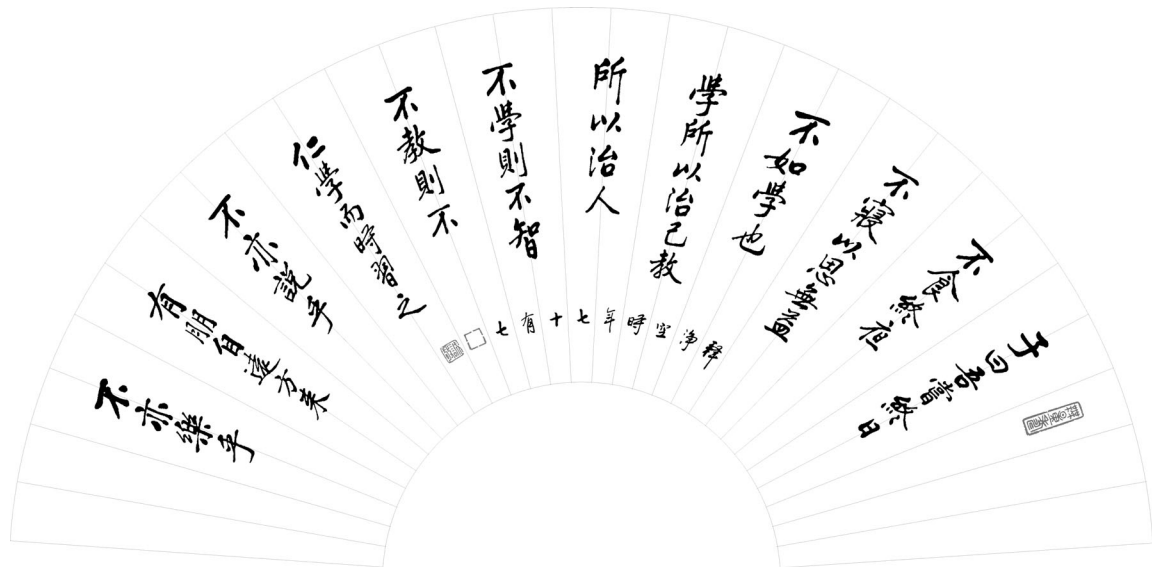 子曰吾嘗終日
不食終夜
不寢以思無益
不如學也
學所以治己教
所以治人
不學則不智
不教則不
仁學而時習之
不亦說乎
有朋自遠方來
不亦樂乎
釋淨空時年七十有七